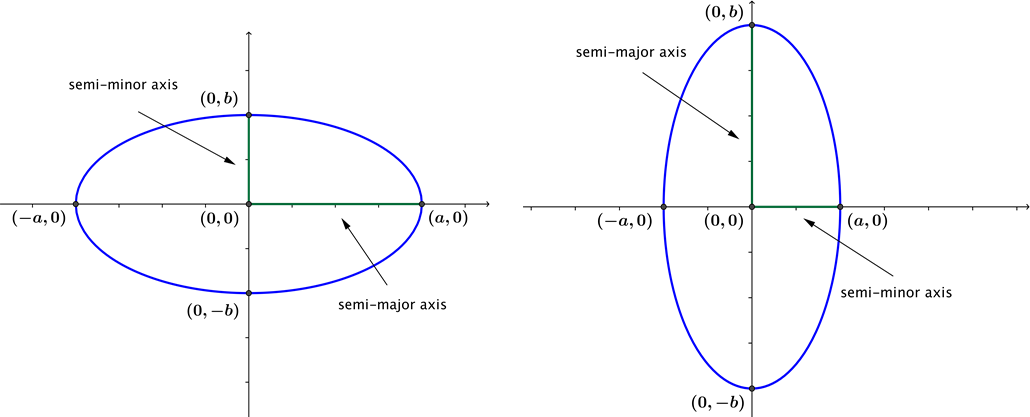 semi-minor axis
(0, b)
(-a, 0)
(0, 0)
(a, 0)
semi-major axis
(0, -b)
(0, b)
semi-major axis
(-a, 0)
(0, 0)
(a, 0)
semi-minor axis
(0, -b)